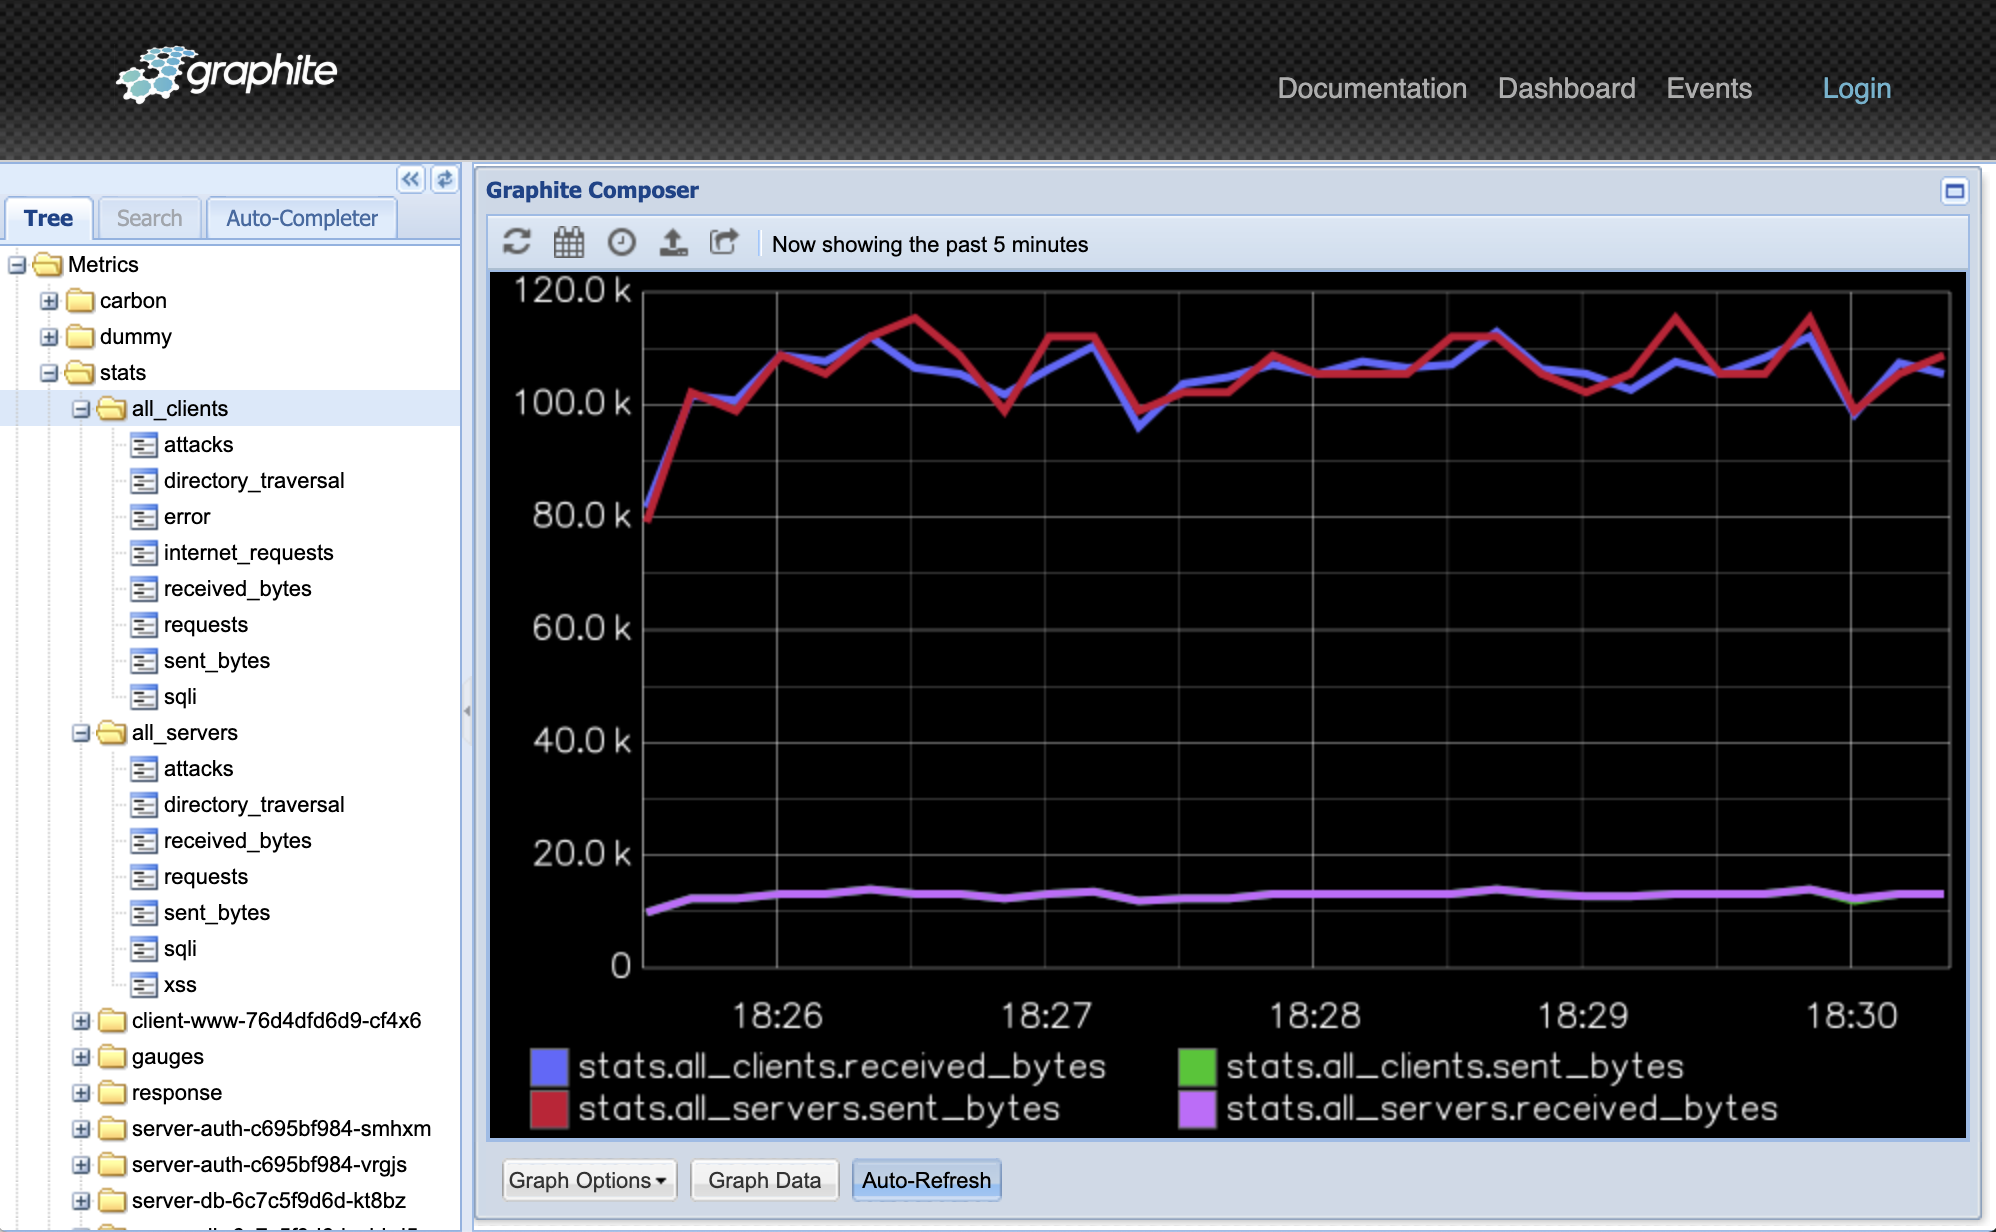 graphite
Documentation Dashboard Events Login
Tree Search Auto-Completer
Metrics
carbon
dummy
stats
all_clients
attacks
directory_traversal
error
internet_requests
received_bytes
requests
sent_bytes
sqli
all_servers
attacks
directory_traversal
received_bytes
requests
sent_bytes
sqli
xss
client-www-76d4dfd6d9-cf4x6
gauges
response
server-auth-c695bf984-smhxm
server-auth-c695bf984-vrgjs
server-db-6c7c5f9d6d-kt8bz
Graphite Composer
Now showing the past 5 minutes
120.0 k
100.0 k
80.0 k
60.0 k
40.0 k
20.0 k
0
18:26 18:27 18:28 18:29 18:30
stats.all_clients.received_bytes stats.all_clients.sent_bytes
stats.all_servers.sent_bytes stats.all_servers.received_bytes
Graph Options Graph Data Auto-Refresh